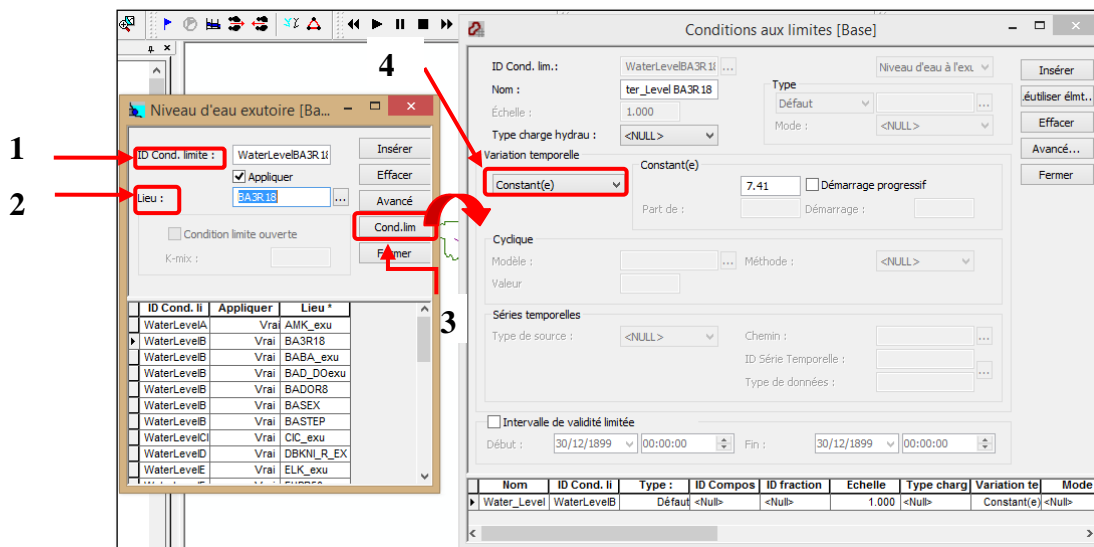 4
1
2
3
Niveau d'eau exutoire [Ba...
ID Cond. limite : WaterLevelBA3R18 Insérer
Appliquer Effacer
Lieu : BA3R18 ... Avancé
Cond.lim
Condition limite ouverte
K-mix : Fermer
ID Cond. li Appliquer Lieu *
WaterLevelA Vrai AMK_exu
WaterLevelB Vrai BA3R18
WaterLevelB Vrai BABA_exu
WaterLevelB Vrai BAD_DOexu
WaterLevelB Vrai BADOR8
WaterLevelB Vrai BASEX
WaterLevelB Vrai BASTEP
WaterLevelCI Vrai CIC_exu
WaterLevelD Vrai DBKNI_R_EX
WaterLevelE Vrai ELK_exu
Conditions aux limites [Base]
ID Cond. lim.: WaterLevelBA3R18 ... Niveau d'eau à l'exu. Insérer
Nom : ter_Level BA3R18 Type
Échelle : 1.000 Défaut ... éutiliser élmt..
Type charge hydrau : <NULL> Mode : <NULL> Effacer
Variation temporelle Avancé...
Constant(e) Fermer
Constant(e) 7.41 Démarrage progressif
Part de : Démarrage :
Cyclique
Modèle : ... Méthode : <NULL>
Valeur
Séries temporelles
Type de source : <NULL> Chemin : ...
ID Série Temporelle :
Type de données : ...
Intervalle de validité limitée
Début : 30/12/1899 00:00:00 Fin : 30/12/1899 00:00:00
Nom ID Cond. li Type : ID Compos ID fraction Echelle Type charg Variation te Mode
Water_Level WaterLevelB Défaut <Null> <Null> 1.000 <Null> Constant(e) <Null>